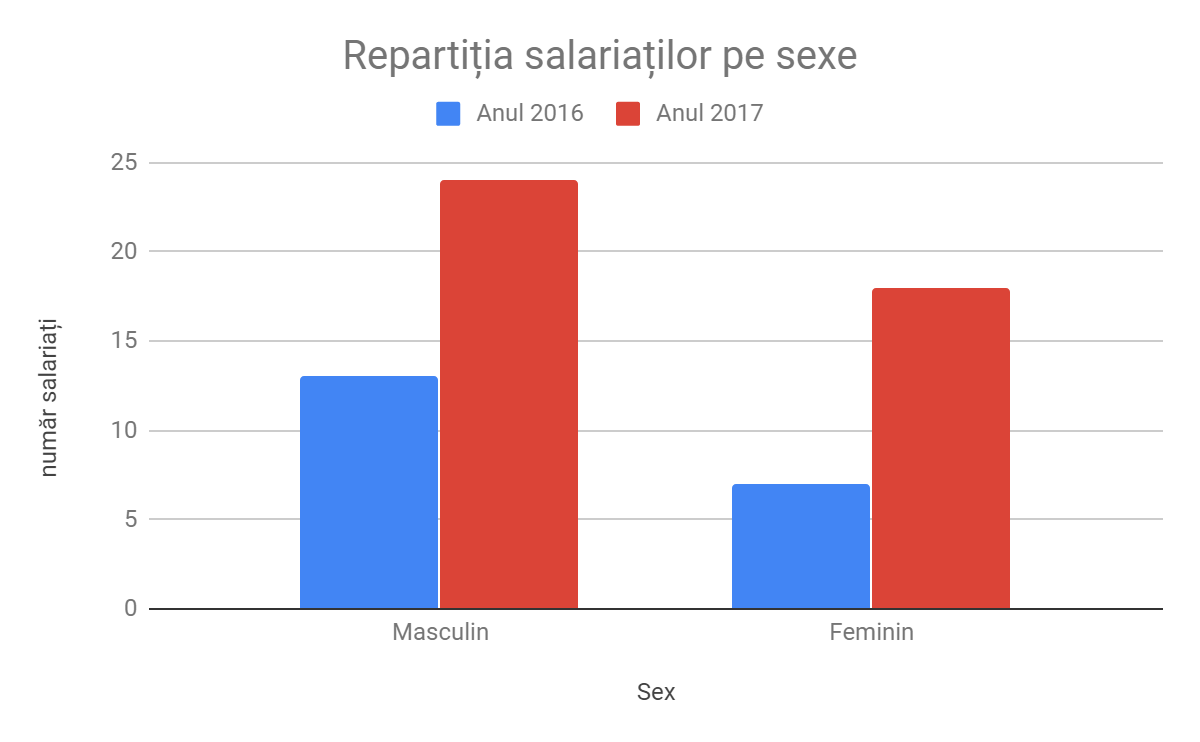 Repartiția salariaților pe sexe
Anul 2016
Anul 2017
25
20
15
10
5
0
număr salariați
Masculin
Feminin
Sex